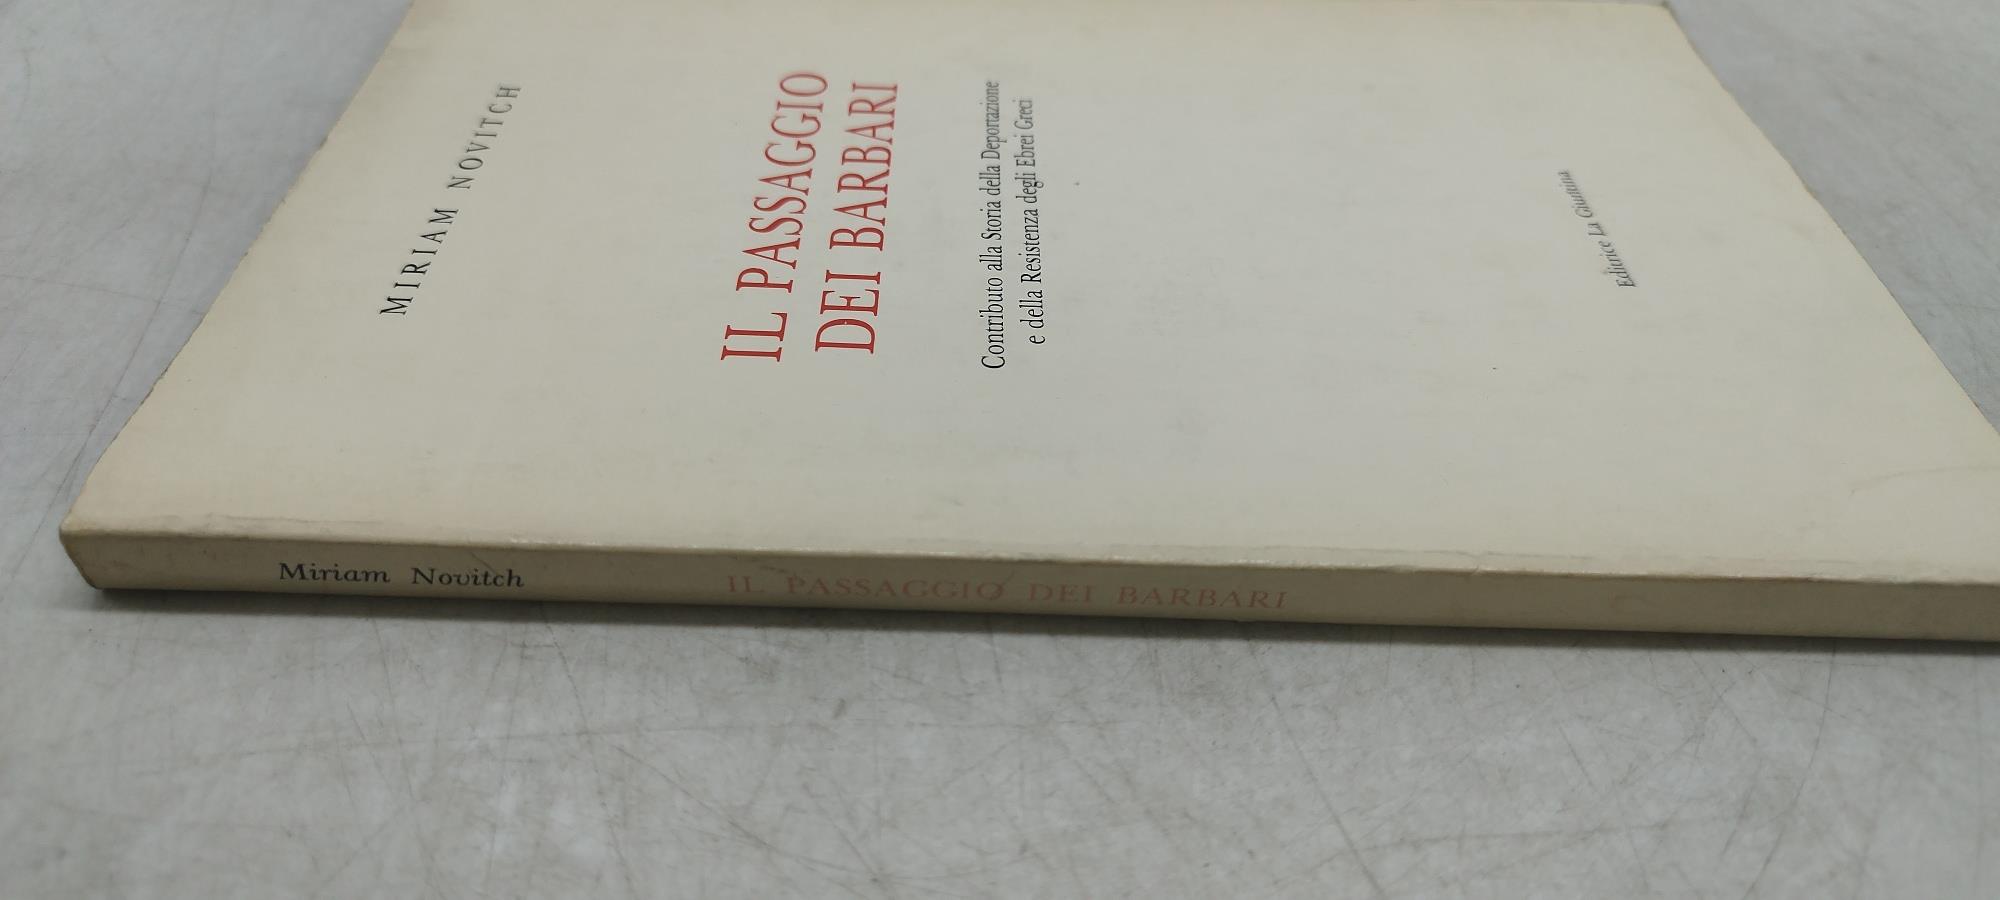 MIRIAM NOVITCH
IL PASSAGGIO
DEI BARBARI
Contributo alla Storia della Deportazione
e della Resistenza degli Ebrei Greci
Editrice La Giuntina
Miriam Novitch IL PASSAGGIO DEI BARBARI